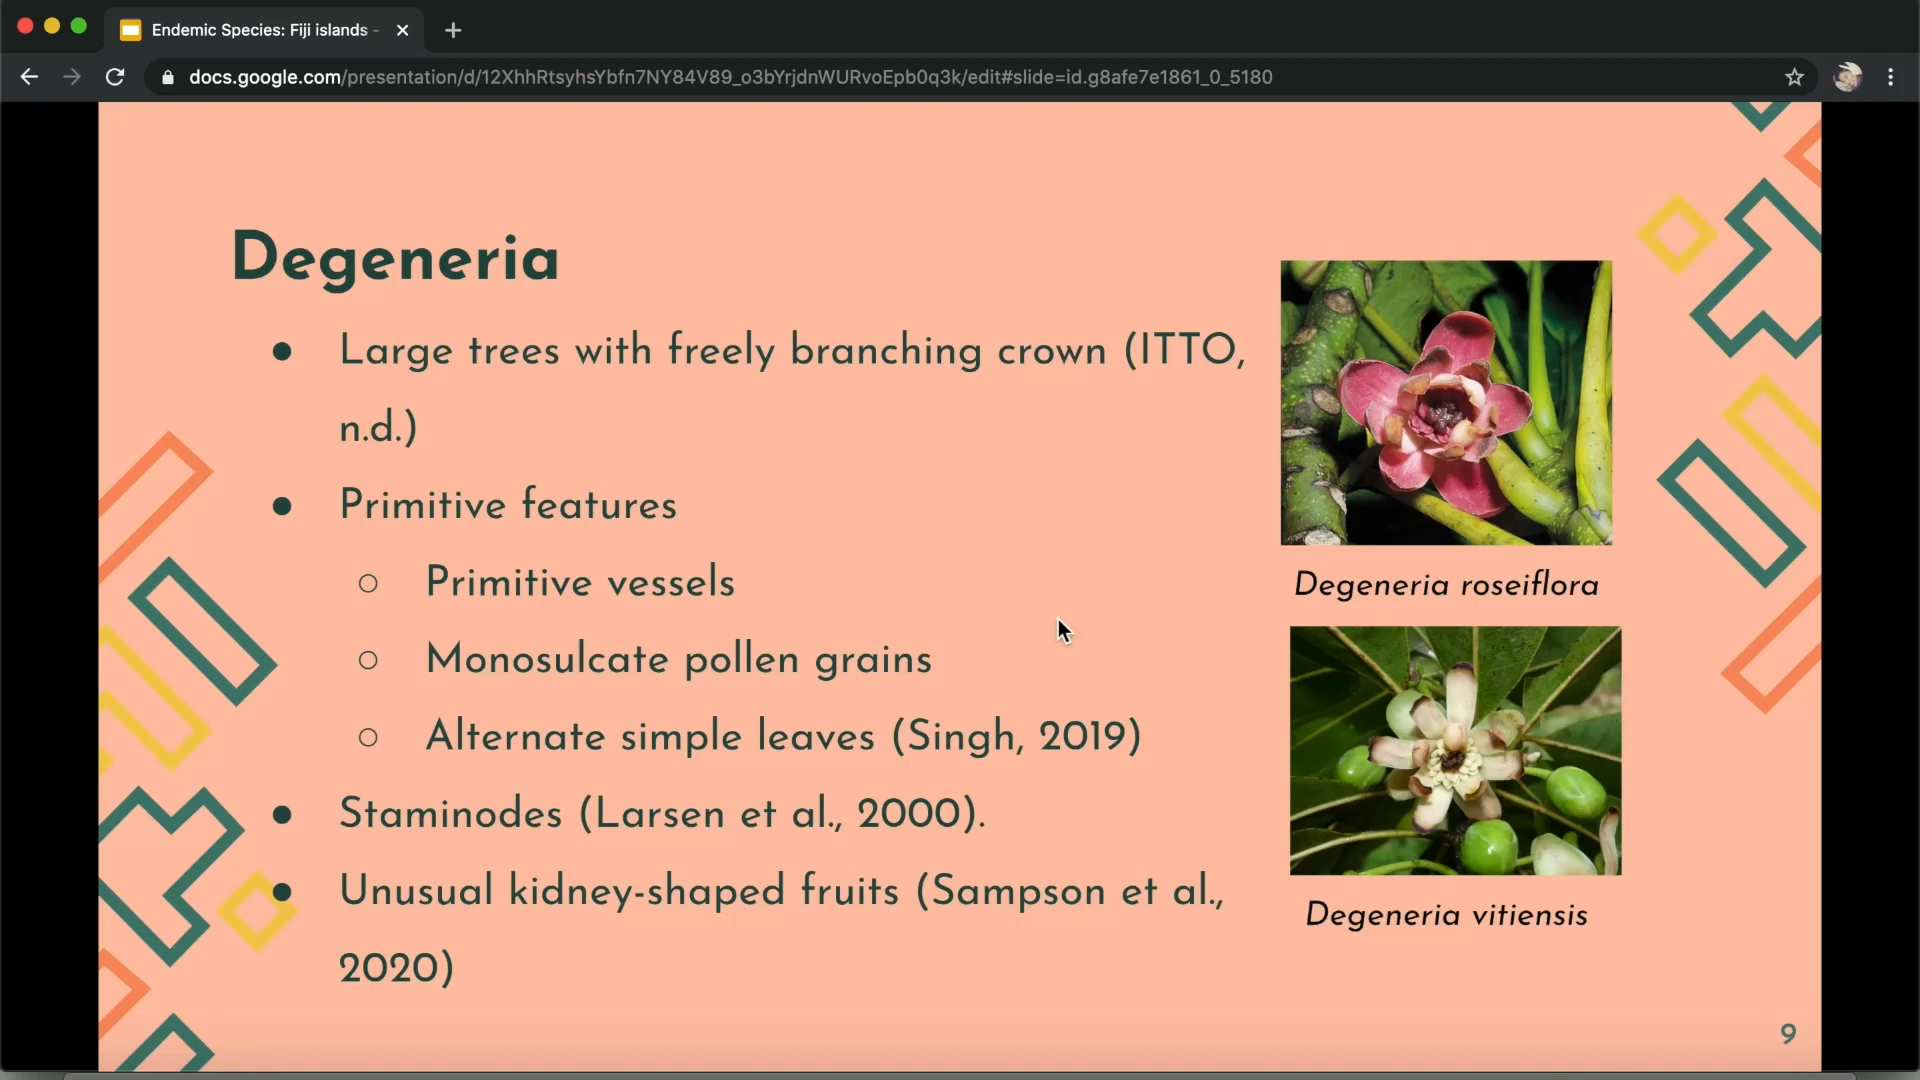 Endemic Species: Fiji islands -
docs.google.com/presentation/d/12XhhRtsyhsYbfn7NY84V89_o3bYrjdnWURvoEpb0q3k/edit#slide=id.g8afe7e1861_0_5180
Degeneria
● Large trees with freely branching crown (ITTO,
n.d.)
● Primitive features
○ Primitive vessels
○ Monosulcate pollen grains
○ Alternate simple leaves (Singh, 2019)
● Staminodes (Larsen et al., 2000).
● Unusual kidney-shaped fruits (Sampson et al.,
2020)
Degeneria roseiflora
Degeneria vitiensis
9